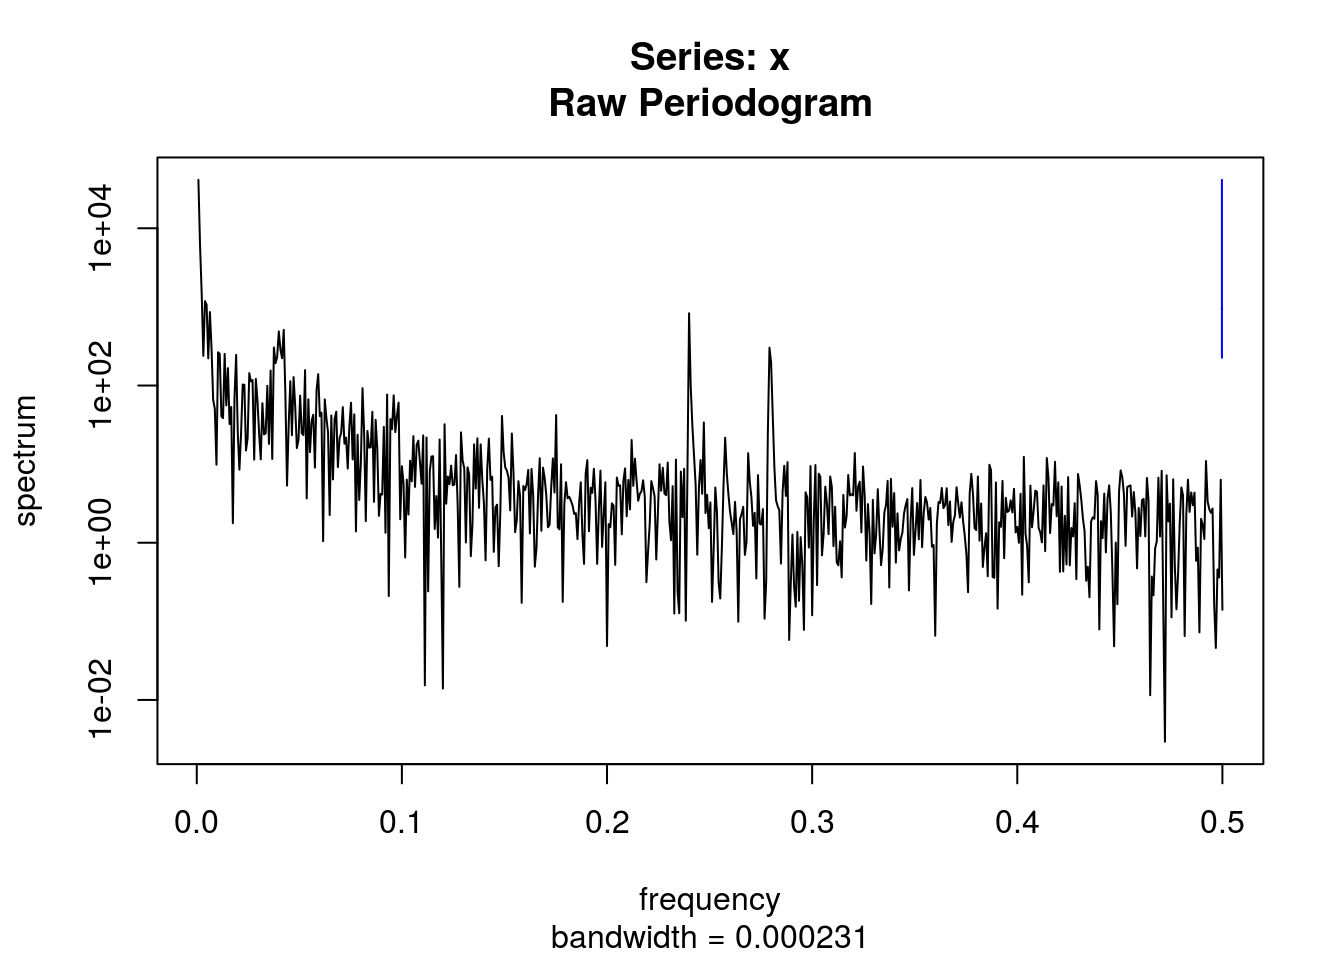 Series: x
Raw Periodogram
spectrum
1e+04
1e+02
1e+00
1e-02
0.0 0.1 0.2 0.3 0.4 0.5
frequency
bandwidth = 0.000231